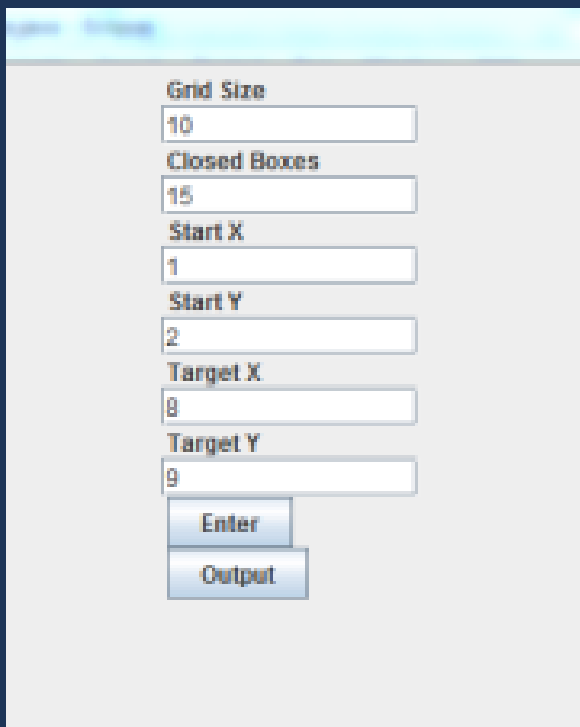 Grid Size
10
Closed Boxes
15
Start X
1
Start Y
2
Target X
8
Target Y
9
Enter
Output